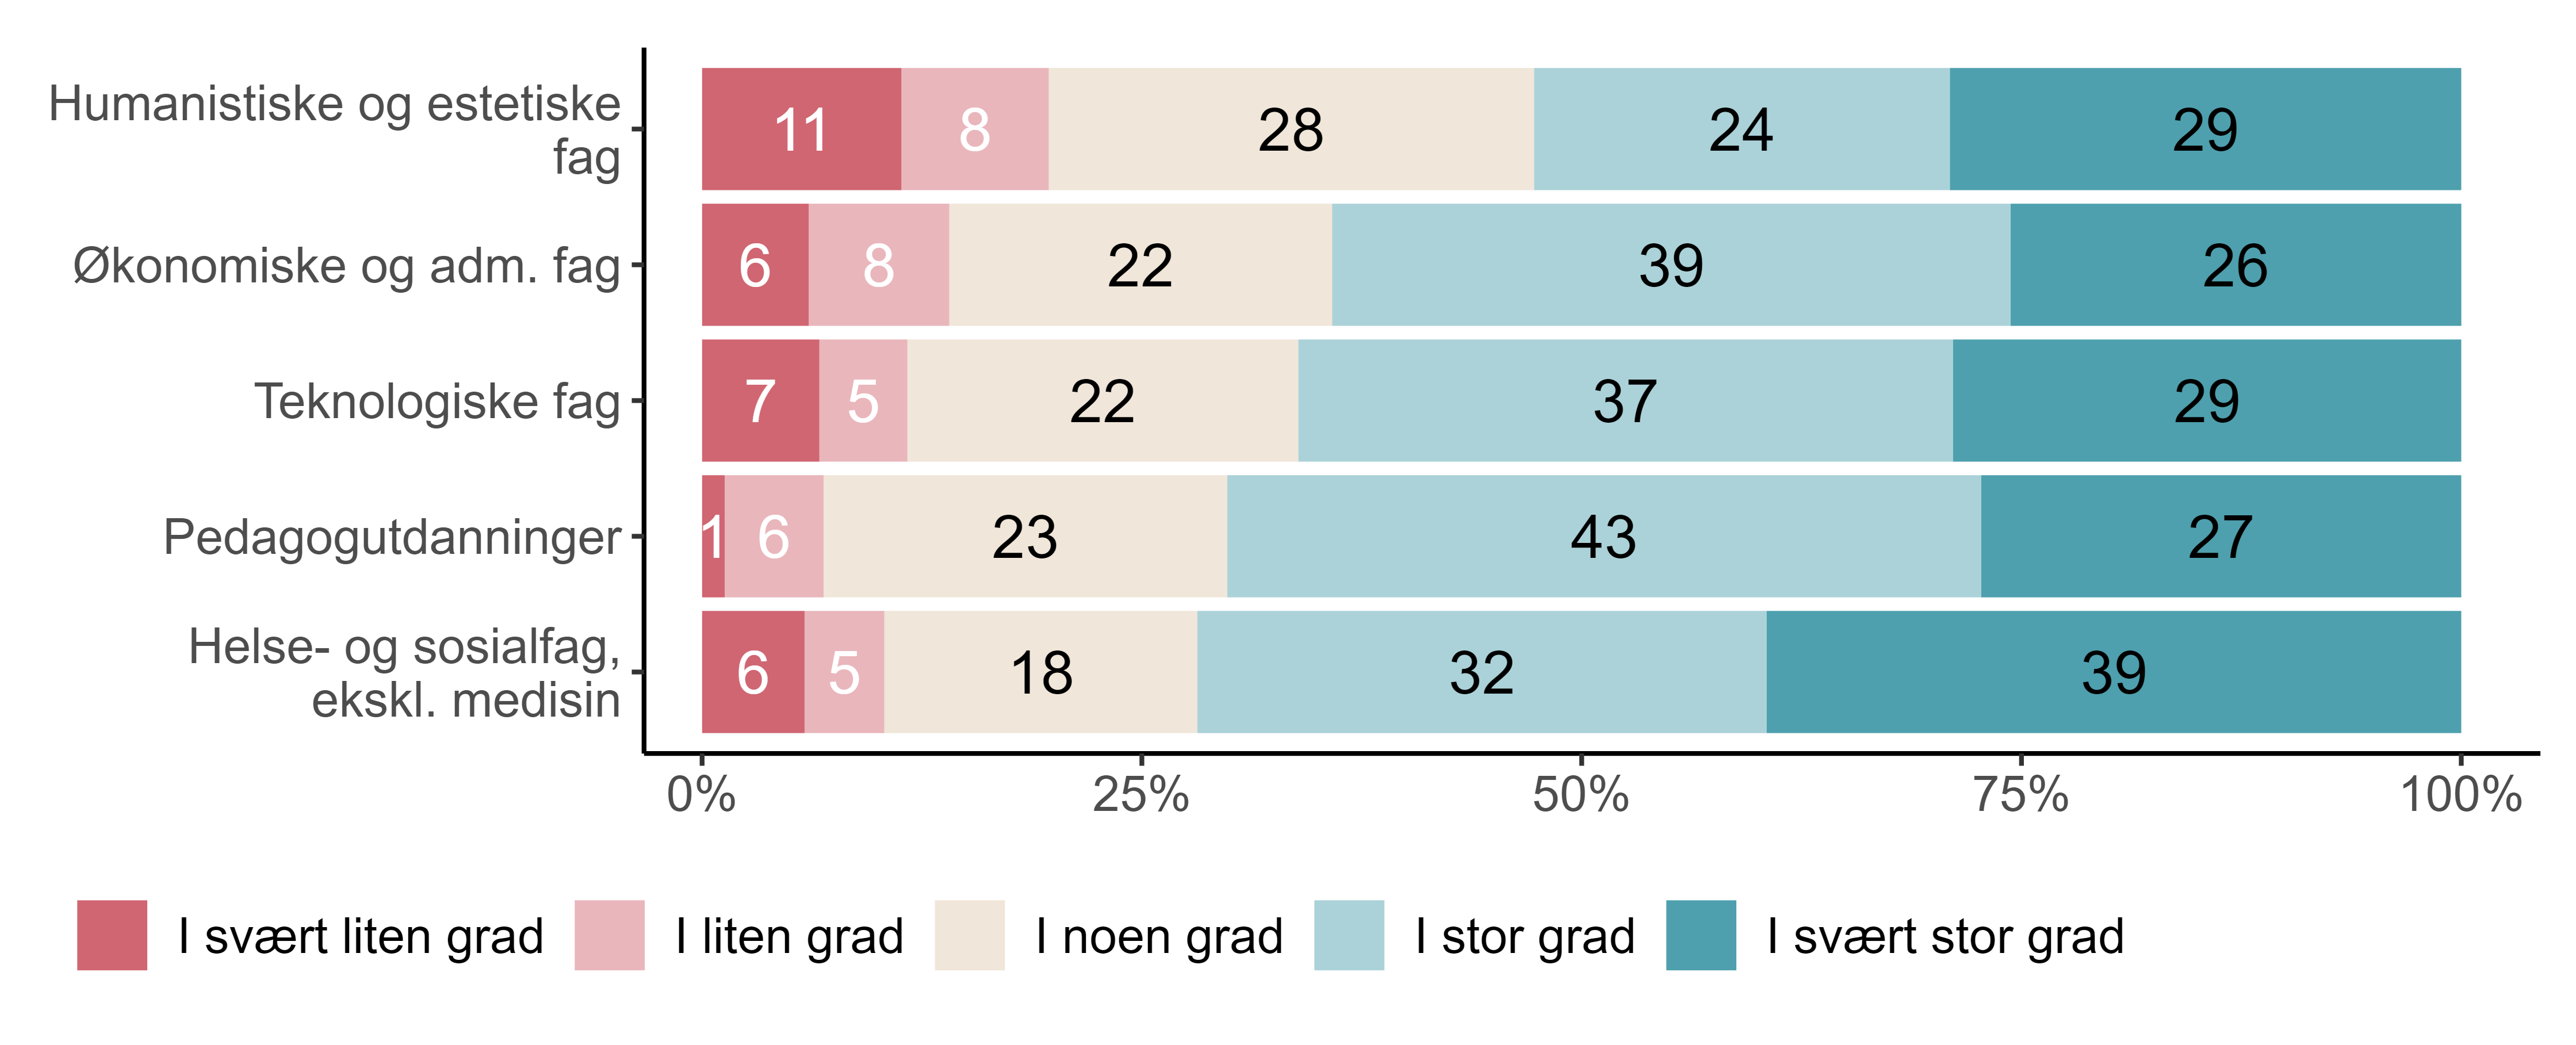 Humanistiske og estetiske
fag
11 8 28 24 29
Økonomiske og adm. fag
6 8 22 39 26
Teknologiske fag
7 5 22 37 29
Pedagogutdanninger
1 6 23 43 27
Helse- og sosialfag,
ekskl. medisin
6 5 18 32 39
0% 25% 50% 75% 100%
I svært liten grad I liten grad I noen grad I stor grad I svært stor grad